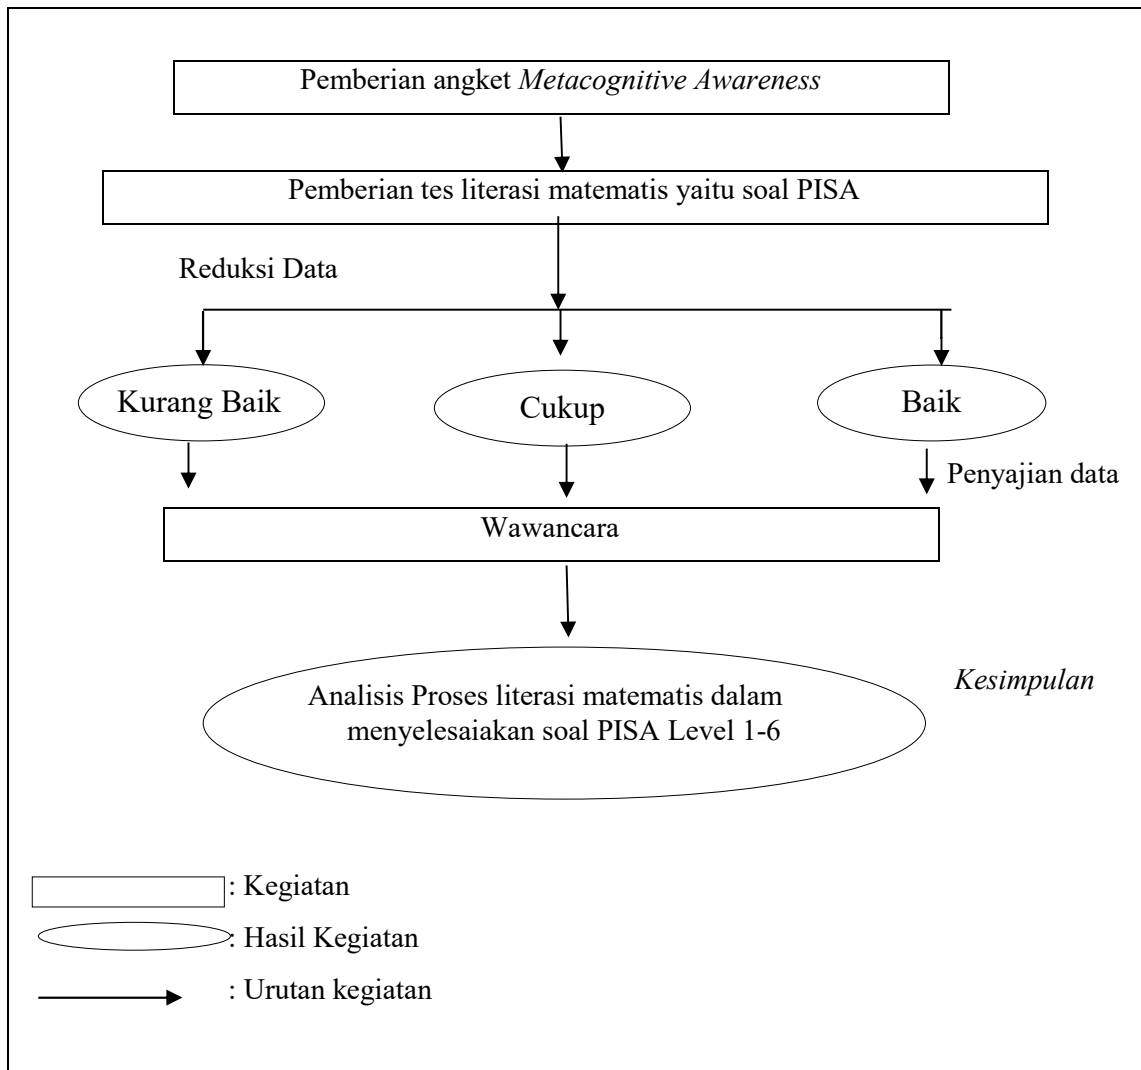 Pemberian angket Metacognitive Awareness
Pemberian tes literasi matematis yaitu soal PISA
Reduksi Data
Kurang Baik
Cukup
Baik
Penyajian data
Wawancara
Kesimpulan
Analisis Proses literasi matematis dalam
menyelesaiakan soal PISA Level 1-6
: Kegiatan
: Hasil Kegiatan
: Urutan kegiatan